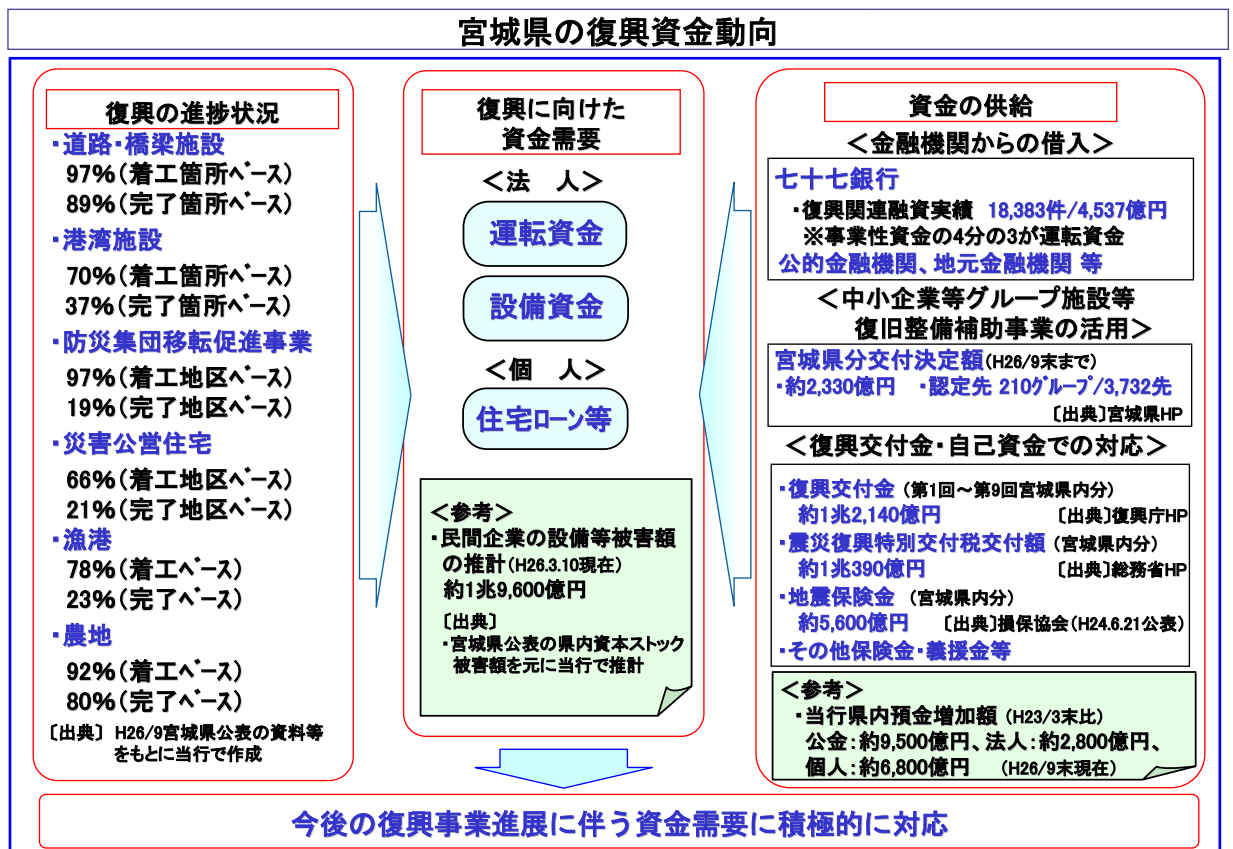 宮城県の復興資金動向
復興の進捗状況
・道路・橋梁施設
97%（着工箇所ベース）
89%（完了箇所ベース）
・港湾施設
70%（着工箇所ベース）
37%（完了箇所ベース）
・防災集団移転促進事業
97%（着工地区ベース）
19%（完了地区ベース）
・災害公営住宅
66%（着工地区ベース）
21%（完了地区ベース）
・漁港
78%（着工ベース）
23%（完了ベース）
・農地
92%（着工ベース）
80%（完了ベース）
〔出典〕 H26/9宮城県公表の資料等
をもとに当行で作成
復興に向けた
資金需要
＜法　人＞
運転資金
設備資金
＜個　人＞
住宅ローン等
＜参考＞
・民間企業の設備等被害額
の推計（H26.3.10現在）
約1兆9,600億円
〔出典〕
・宮城県公表の県内資本ストック
被害額を元に当行で推計
資金の供給
＜金融機関からの借入＞
七十七銀行
・復興関連融資実績 18,383件/4,537億円
※事業性資金の4分の3が運転資金
公的金融機関、地元金融機関 等
＜中小企業等グループ施設等
復旧整備補助事業の活用＞
宮城県分交付決定額（H26/9末まで）
・約2,330億円 ・認定先 210グループ/3,732先
〔出典〕宮城県HP
＜復興交付金・自己資金での対応＞
・復興交付金（第1回～第9回宮城県内分）
約1兆2,140億円 〔出典〕復興庁HP
・震災復興特別交付税交付額（宮城県内分）
約1兆390億円 〔出典〕総務省HP
・地震保険金（宮城県内分）
約5,600億円 〔出典〕損保協会（H24.6.21公表）
・その他保険金・義援金等
＜参考＞
・当行県内預金増加額（H23/3末比）
公金：約9,500億円、法人：約2,800億円、
個人：約6,800億円 （H26/9末現在）
今後の復興事業進展に伴う資金需要に積極的に対応